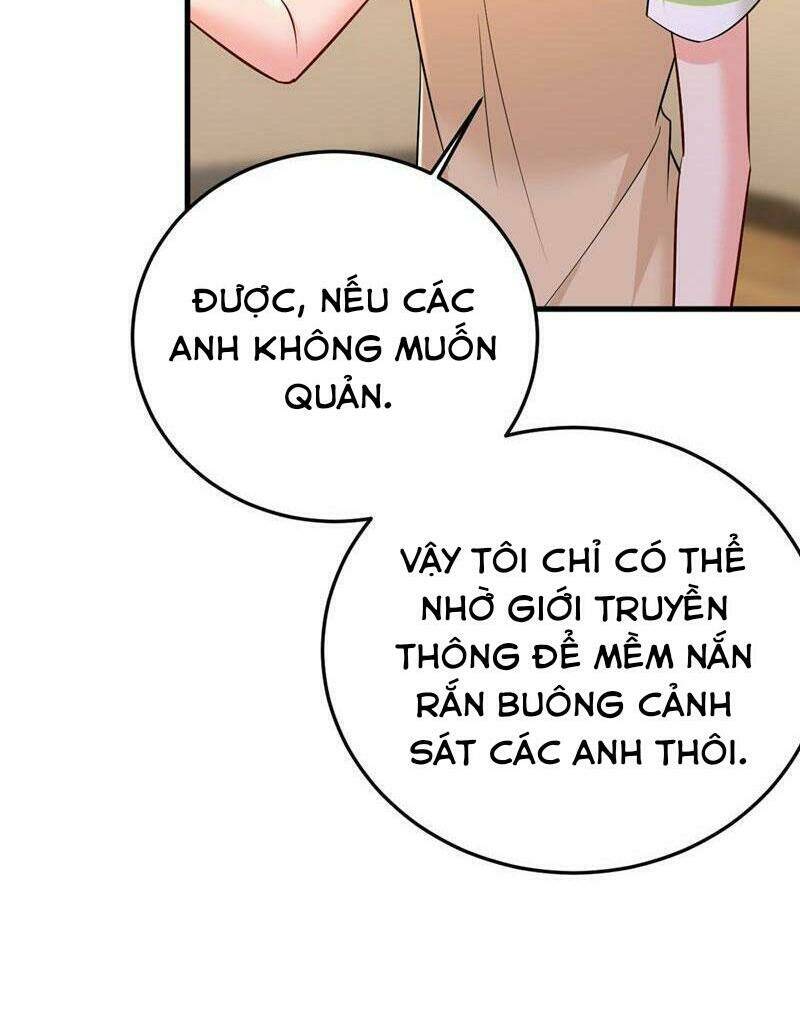 ĐƯỢC, NẾU CÁC
ANH KHÔNG MUỐN
QUẢN.
VẬY TÔI CHỈ CÓ THỂ
NHỜ GIỚI TRUYỀN
THÔNG ĐỂ MỀM NẮN
RẮN BUÔNG CẢNH
SÁT CÁC ANH THÔI.